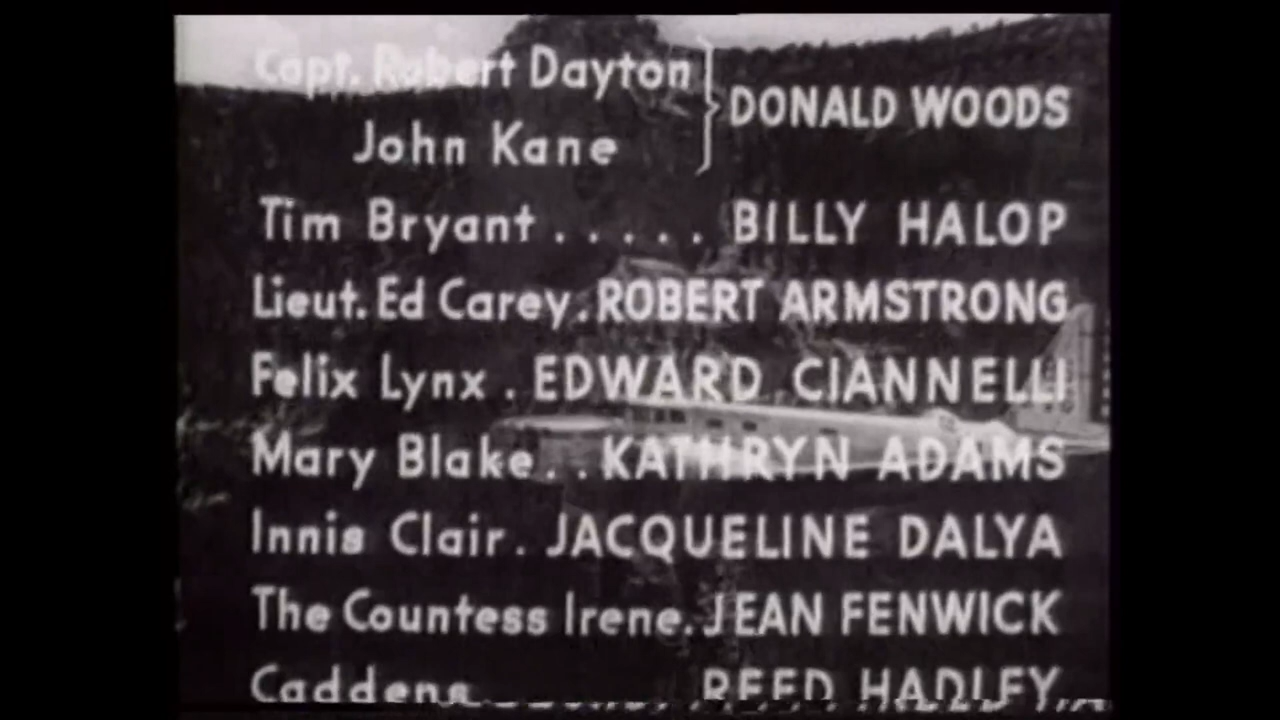 Capt. Robert Dayton
John Kane
DONALD WOODS
Tim Bryant . . . . . BILLY HALOP
Lieut. Ed Carey . ROBERT ARMSTRONG
Felix Lynx . EDWARD CIANNELLI
Mary Blake . . KATHRYN ADAMS
Innis Clair . JACQUELINE DALYA
The Countess Irene . JEAN FENWICK
Caddens REED HADLEY